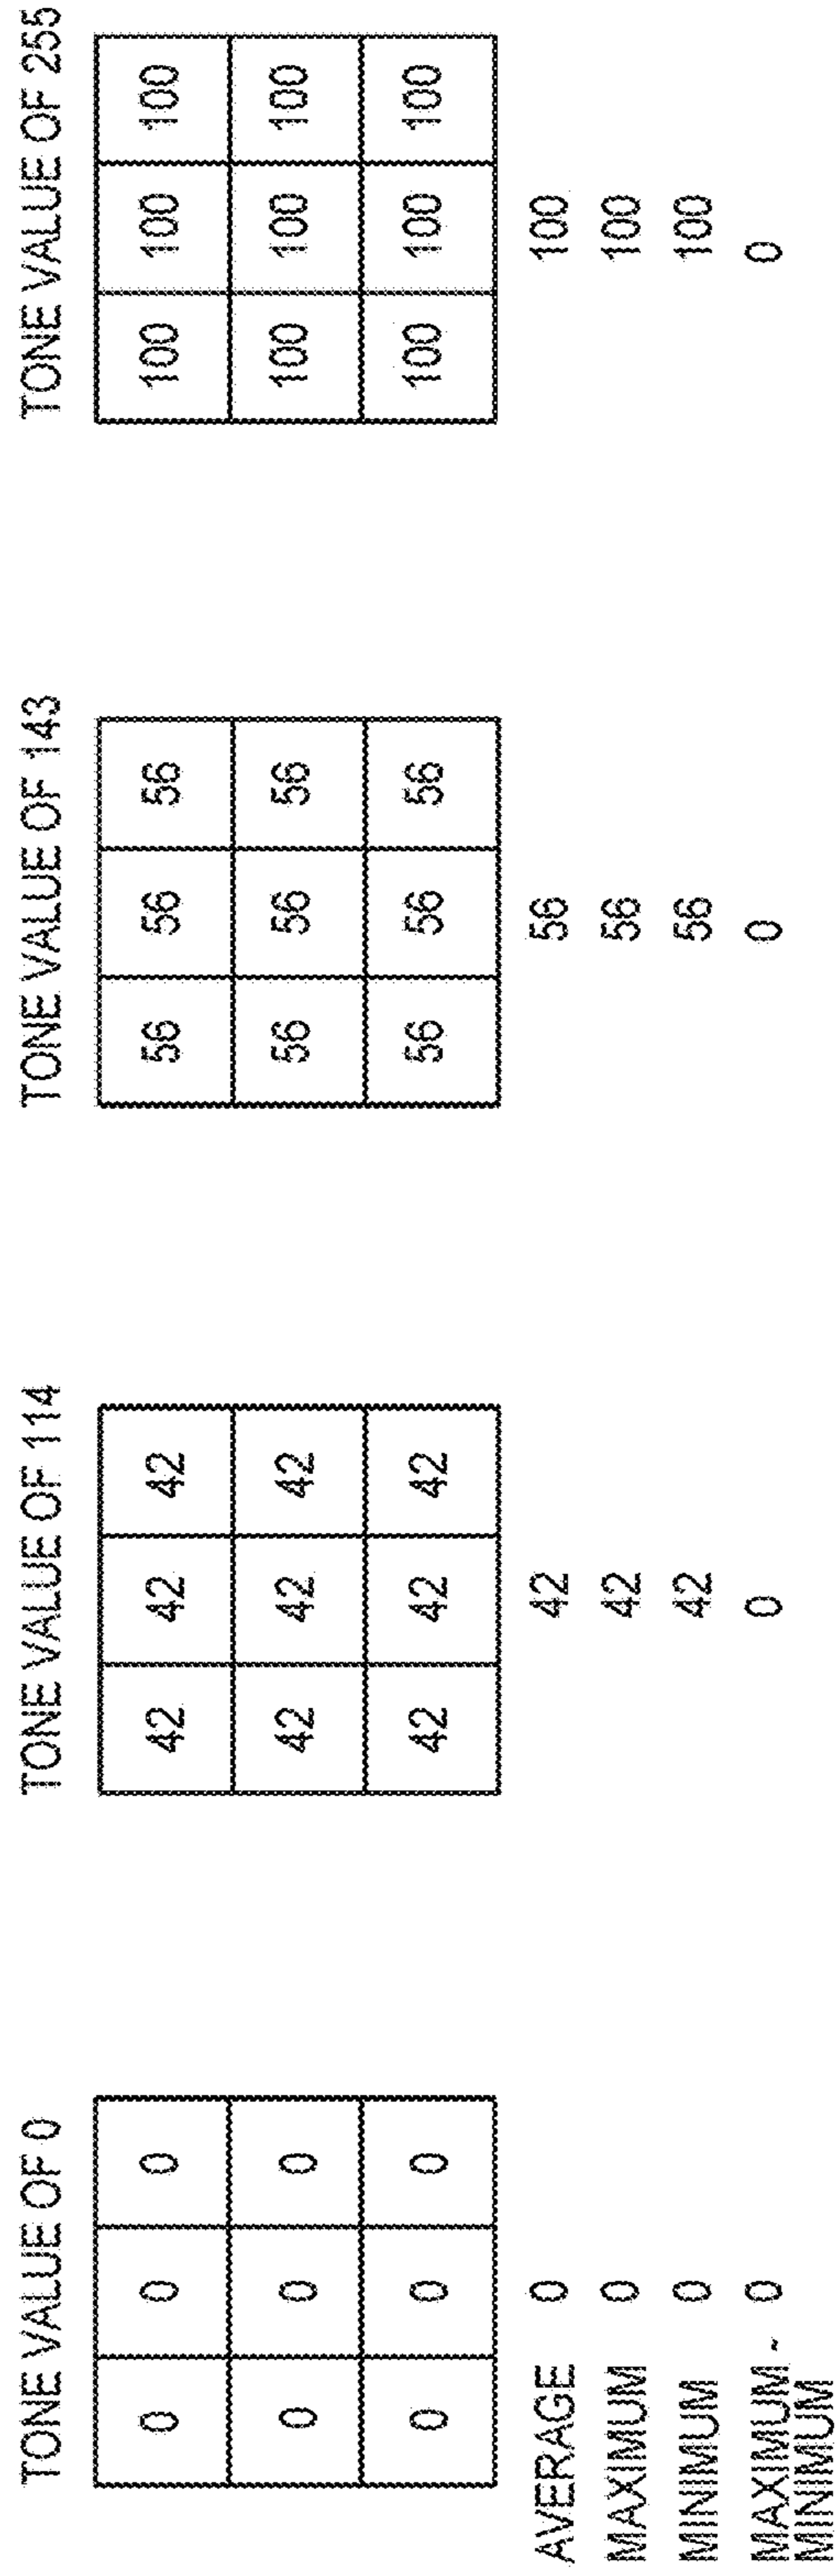 TONE VALUE OF 0
0 0 0
0 0 0
0 0 0
AVERAGE 0
MAXIMUM 0
MINIMUM 0
MAXIMUM - 0
MINIMUM
TONE VALUE OF 114
42 42 42
42 42 42
42 42 42
42
42
42
0
TONE VALUE OF 143
56 56 56
56 56 56
56 56 56
56
56
56
0
TONE VALUE OF 255
100 100 100
100 100 100
100 100 100
100
100
100
0